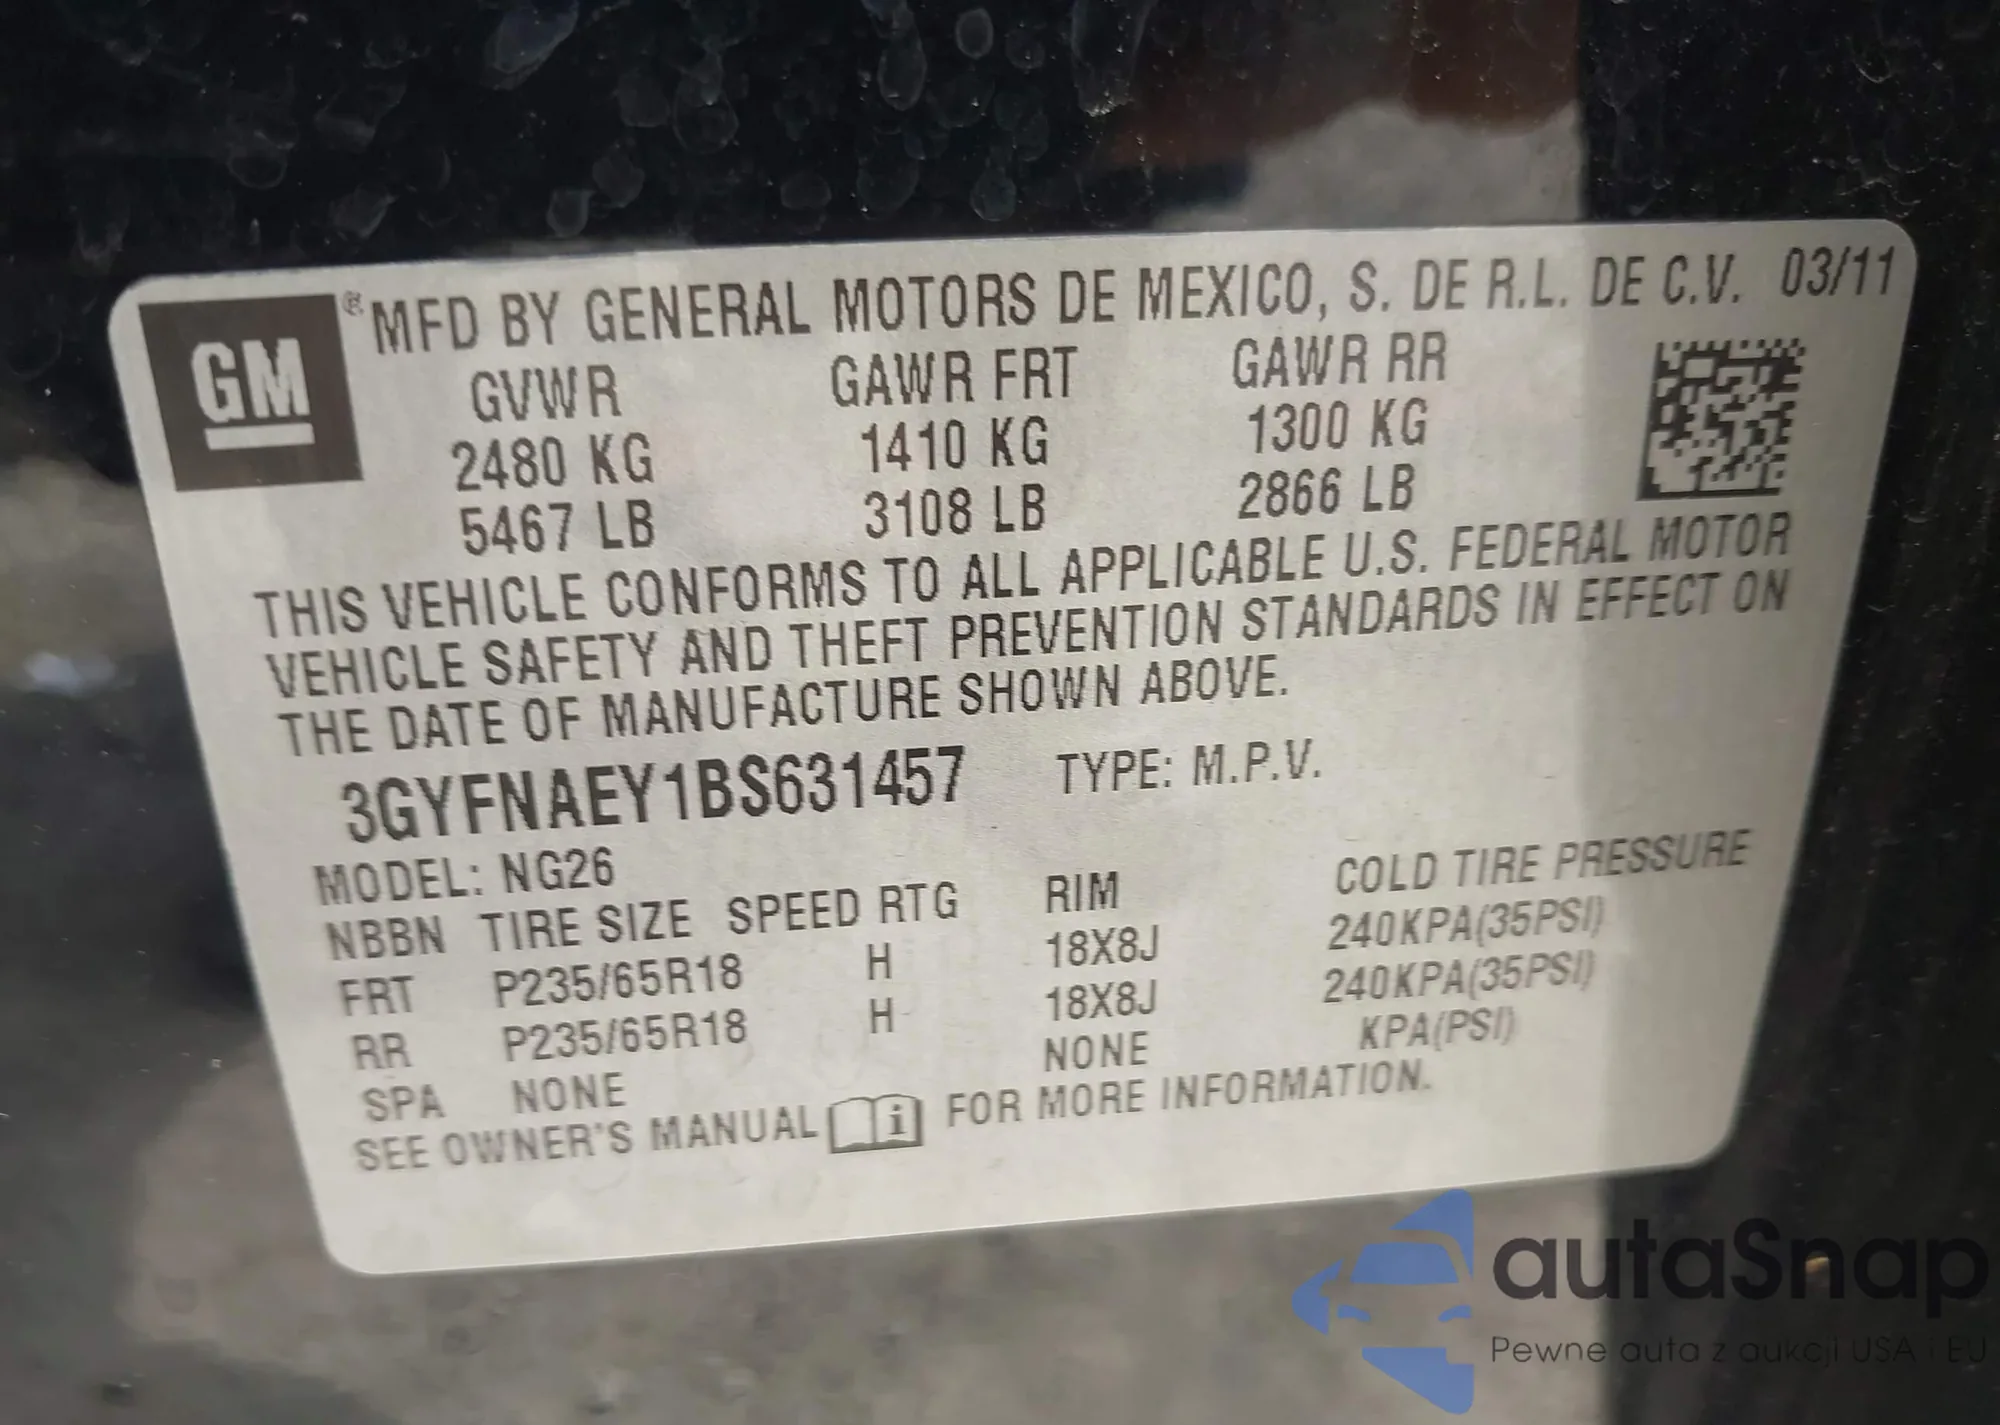 GM ® MFD BY GENERAL MOTORS DE MEXICO, S. DE R.L. DE C.V. 03/11
GVWR GAWR FRT GAWR RR
2480 KG 1410 KG 1300 KG
5467 LB 3108 LB 2866 LB
THIS VEHICLE CONFORMS TO ALL APPLICABLE U.S. FEDERAL MOTOR
VEHICLE SAFETY AND THEFT PREVENTION STANDARDS IN EFFECT ON
THE DATE OF MANUFACTURE SHOWN ABOVE.
3GYFNAEY1BS631457 TYPE: M.P.V.
MODEL: NG26
NBBN TIRE SIZE SPEED RTG RIM COLD TIRE PRESSURE
FRT P235/65R18 H 18X8J 240KPA(35PSI)
RR P235/65R18 H 18X8J 240KPA(35PSI)
SPA NONE NONE KPA(PSI)
SEE OWNER'S MANUAL i FOR MORE INFORMATION.
autaSnap
Pewne auta z aukcji USA i EU